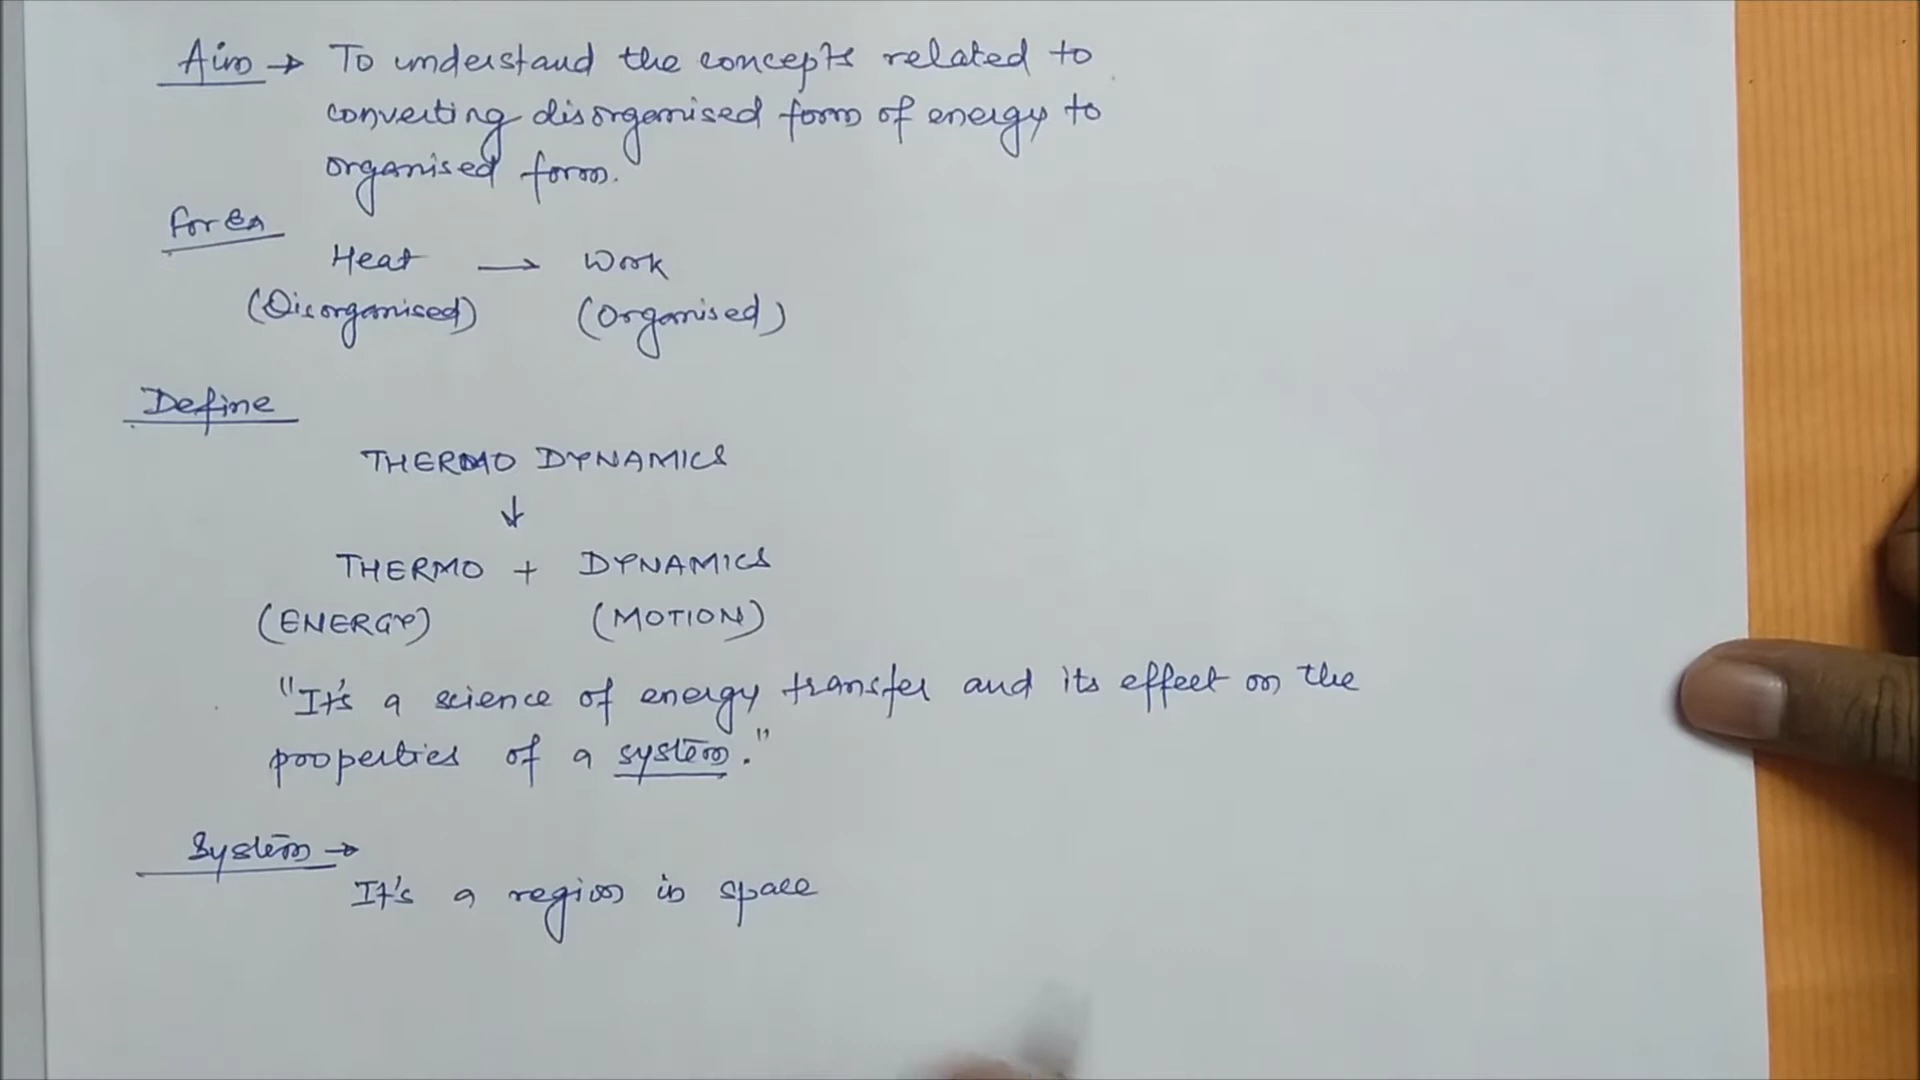 Aim → To understand the concepts related to
converting disorganised form of energy to
organised form.
For Ex
Heat → Work
(Disorganised) (Organised)
Define
THERMO DYNAMICS
↓
THERMO + DYNAMICS
(ENERGY) (MOTION)
"It's a science of energy transfer and its effect on the
properties of a system."
System →
It's a region in space